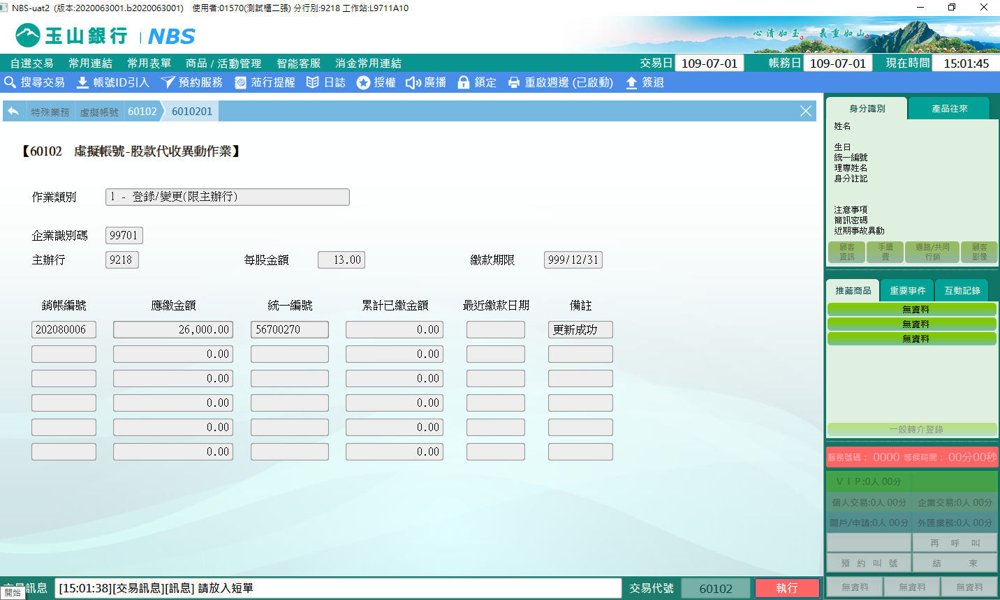 NBS-uat2 (版本:2020063001.b2020063001) 使用者:01570(測試櫃二張) 分行別:9218 工作站:L9711A10
玉山銀行 | NBS
心清如玉 義重如山
自選交易 常用連結 常用表單 商品 / 活動管理 智能客服 消金常用連結 交易日 109-07-01 帳務日 109-07-01 現在時間 15:01:45
搜尋交易 帳號ID引入 預約服務 蒞行提醒 日誌 授權 廣播 鎖定 重啟週邊 (已啟動) 簽退
特殊業務 虛擬帳號 60102 6010201
【60102 虛擬帳號-股款代收異動作業】
作業類別 1 - 登錄/變更(限主辦行)
企業識別碼 99701
主辦行 9218 每股金額 13.00 繳款期限 999/12/31
銷帳編號 應繳金額 統一編號 累計已繳金額 最近繳款日期 備註
202080006 26,000.00 56700270 0.00 更新成功
0.00 0.00
0.00 0.00
0.00 0.00
0.00 0.00
0.00 0.00
身分識別 產品往來
姓名
生日
統一編號
理專姓名
身分註記
注意事項
簡訊密碼
近期事故異動
顧客資訊 手續費 通路/共同行銷 顧客影像
推薦商品 重要事件 互動記錄
無資料
無資料
無資料
一般轉介登錄
服務號碼: 0000 等候時間: 00分00秒
VIP:0人 00分
個人交易:0人 00分 企業交易:0人 00分
開戶/申請:0人 00分 外匯業務:0人 00分
再呼叫
預約叫號 結束
無資料 無資料 無資料
訊息 [15:01:38][交易訊息][訊息] 請放入短單 交易代號 60102 執行
開始